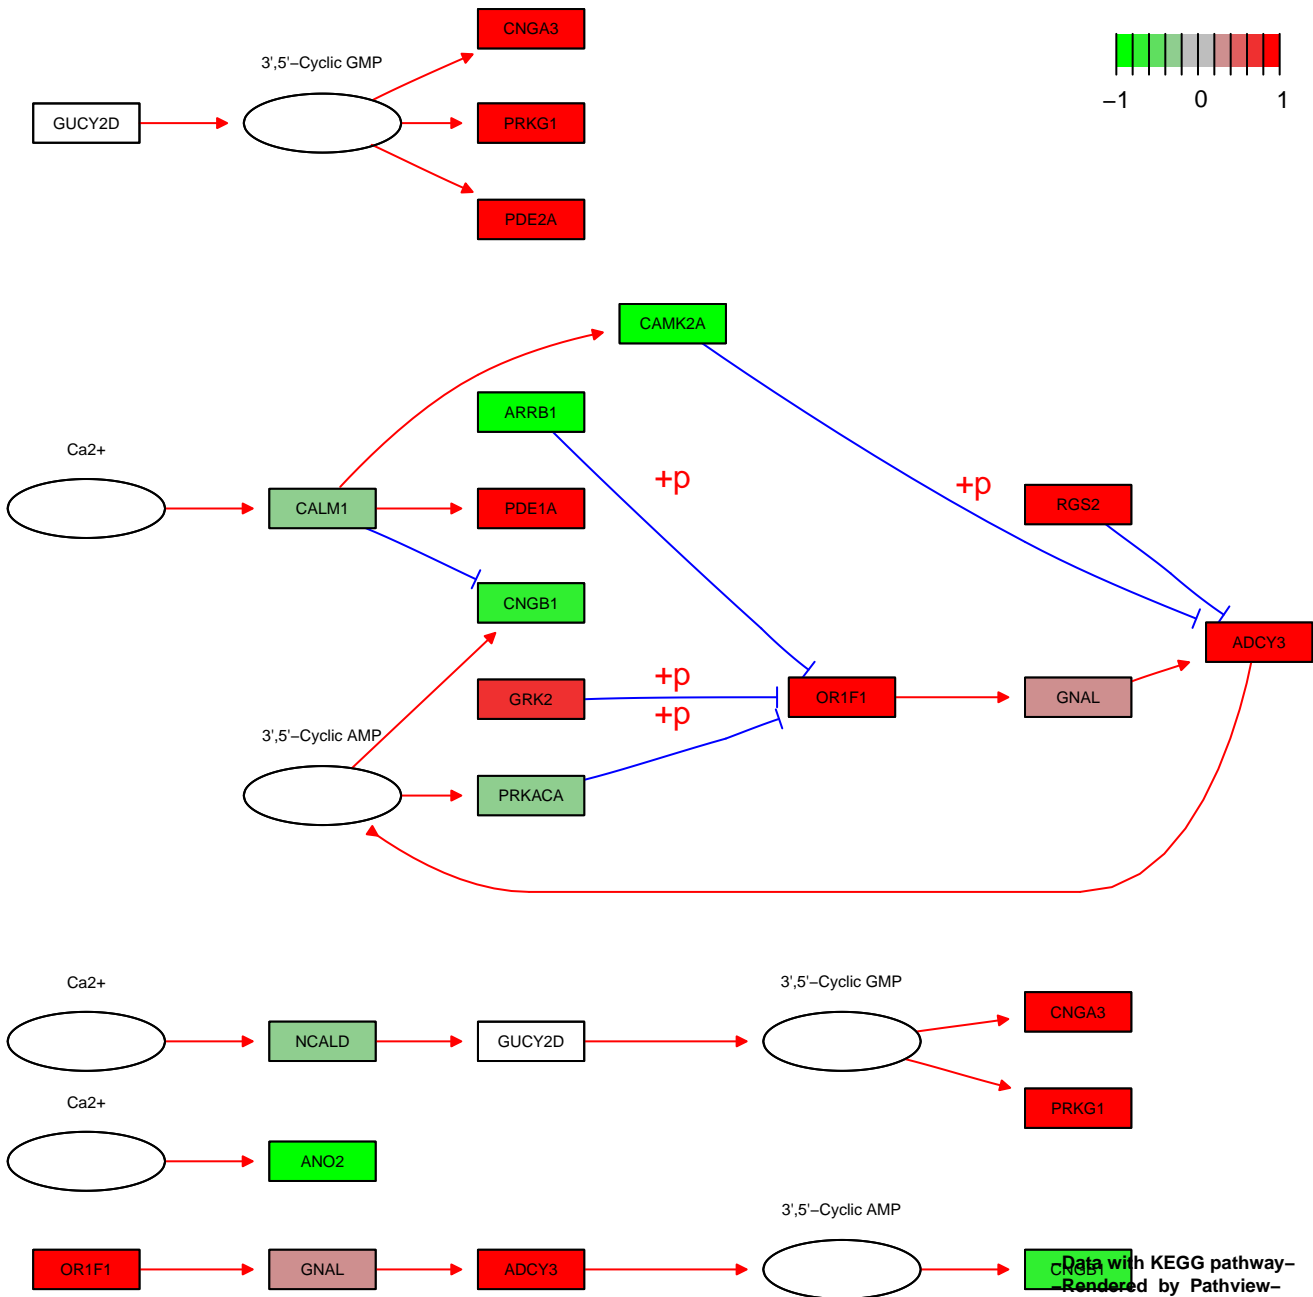 CNGA3
3',5'−Cyclic GMP
GUCY2D
PRKG1
PDE2A
−1 0 1
CAMK2A
ARRB1
+p
+p
Ca2+
CALM1
PDE1A
RGS2
CNGB1
ADCY3
+p
GRK2
OR1F1
GNAL
+p
3',5'−Cyclic AMP
PRKACA
Ca2+
3',5'−Cyclic GMP
CNGA3
NCALD
GUCY2D
PRKG1
Ca2+
ANO2
3',5'−Cyclic AMP
OR1F1
GNAL
ADCY3
CNGB1
−Data with KEGG pathway−
−Rendered by Pathview−